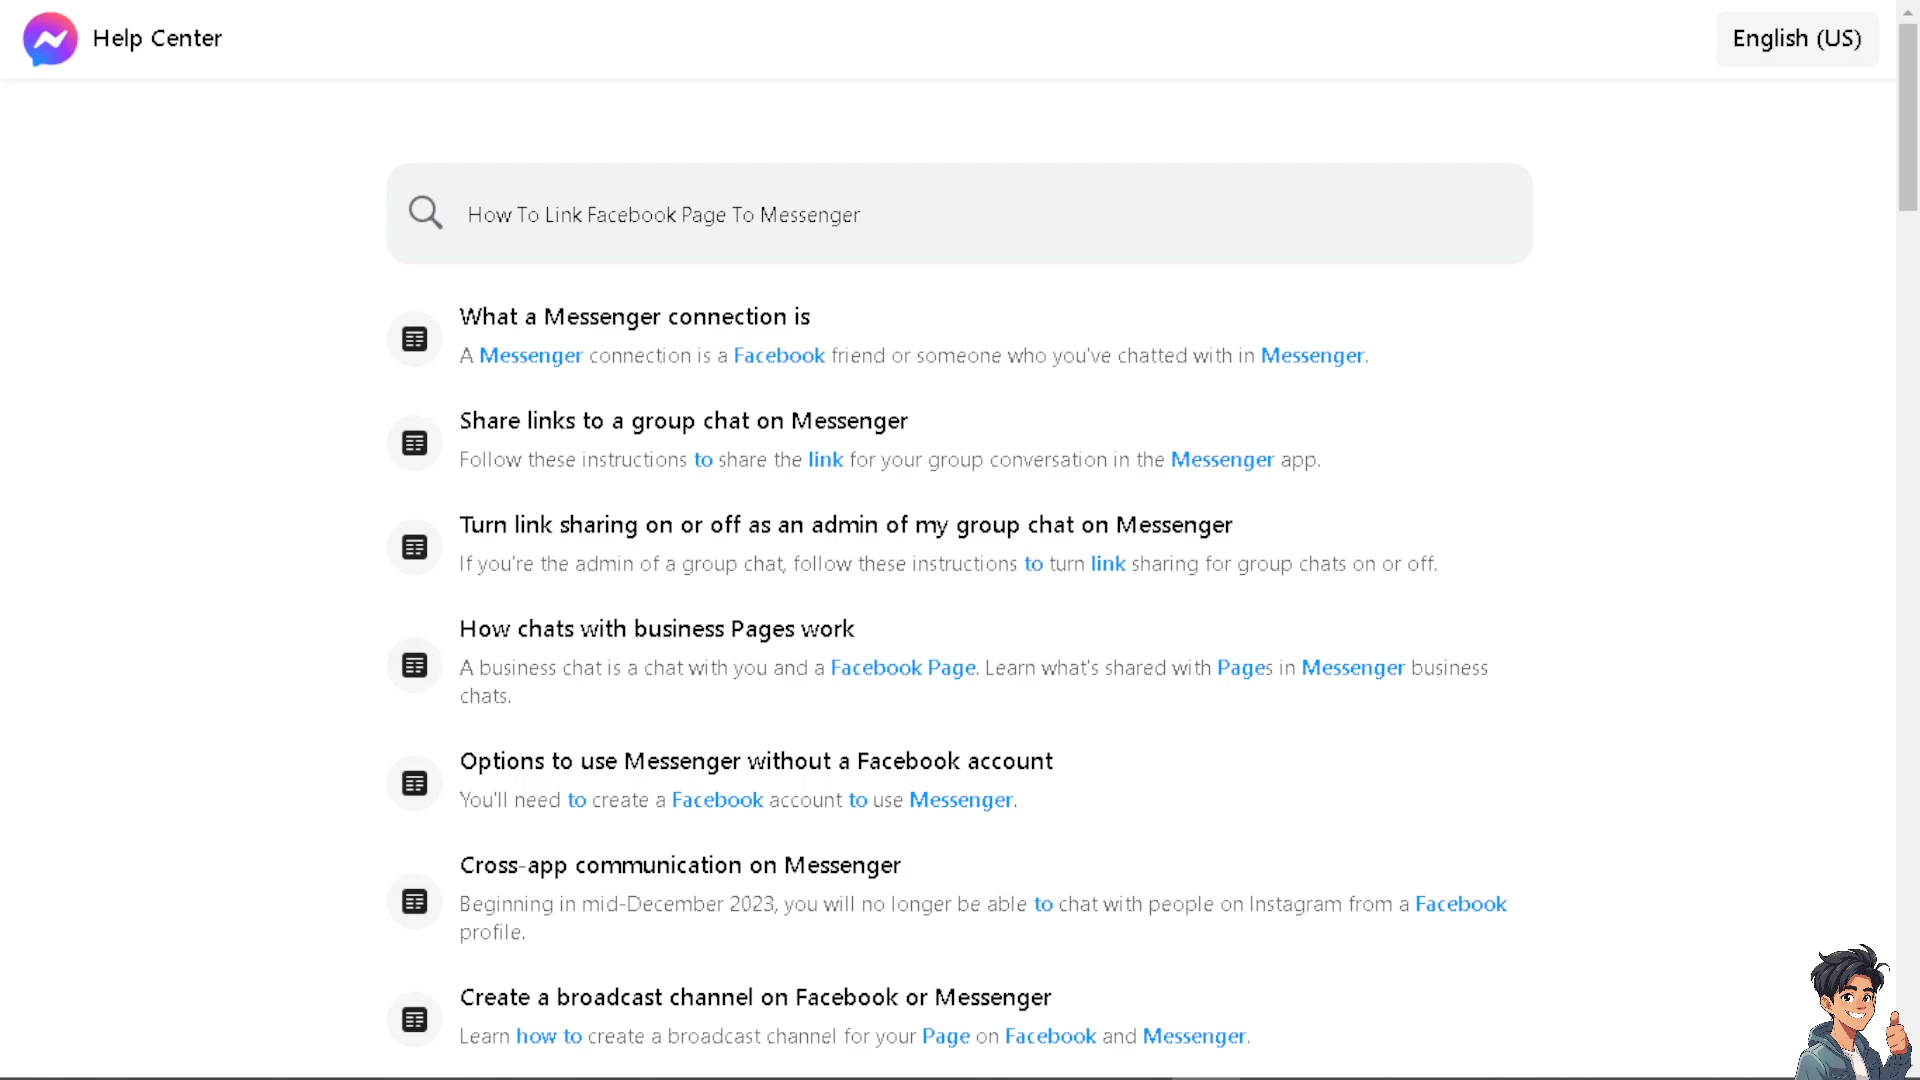 Help Center
English (US)
How To Link Facebook Page To Messenger
What a Messenger connection is
A Messenger connection is a Facebook friend or someone who you've chatted with in Messenger.
Share links to a group chat on Messenger
Follow these instructions to share the link for your group conversation in the Messenger app.
Turn link sharing on or off as an admin of my group chat on Messenger
If you're the admin of a group chat, follow these instructions to turn link sharing for group chats on or off.
How chats with business Pages work
A business chat is a chat with you and a Facebook Page. Learn what's shared with Pages in Messenger business
chats.
Options to use Messenger without a Facebook account
You'll need to create a Facebook account to use Messenger.
Cross-app communication on Messenger
Beginning in mid-December 2023, you will no longer be able to chat with people on Instagram from a Facebook
profile.
Create a broadcast channel on Facebook or Messenger
Learn how to create a broadcast channel for your Page on Facebook and Messenger.